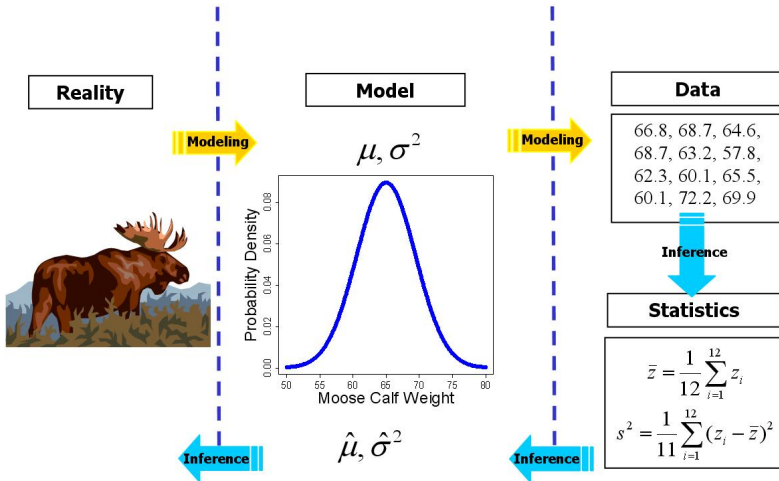 Reality
Model
Data
Modeling
Modeling
μ, σ²
66.8, 68.7, 64.6,
68.7, 63.2, 57.8,
62.3, 60.1, 65.5,
60.1, 72.2, 69.9
Probability Density
0.08
0.06
0.04
0.02
0.00
50 55 60 65 70 75 80
Moose Calf Weight
Inference
Statistics
z̄ = 1/12 ∑_{i=1}^{12} z_i
s² = 1/11 ∑_{i=1}^{12} (z_i − z̄)²
μ̂, σ̂²
Inference
Inference